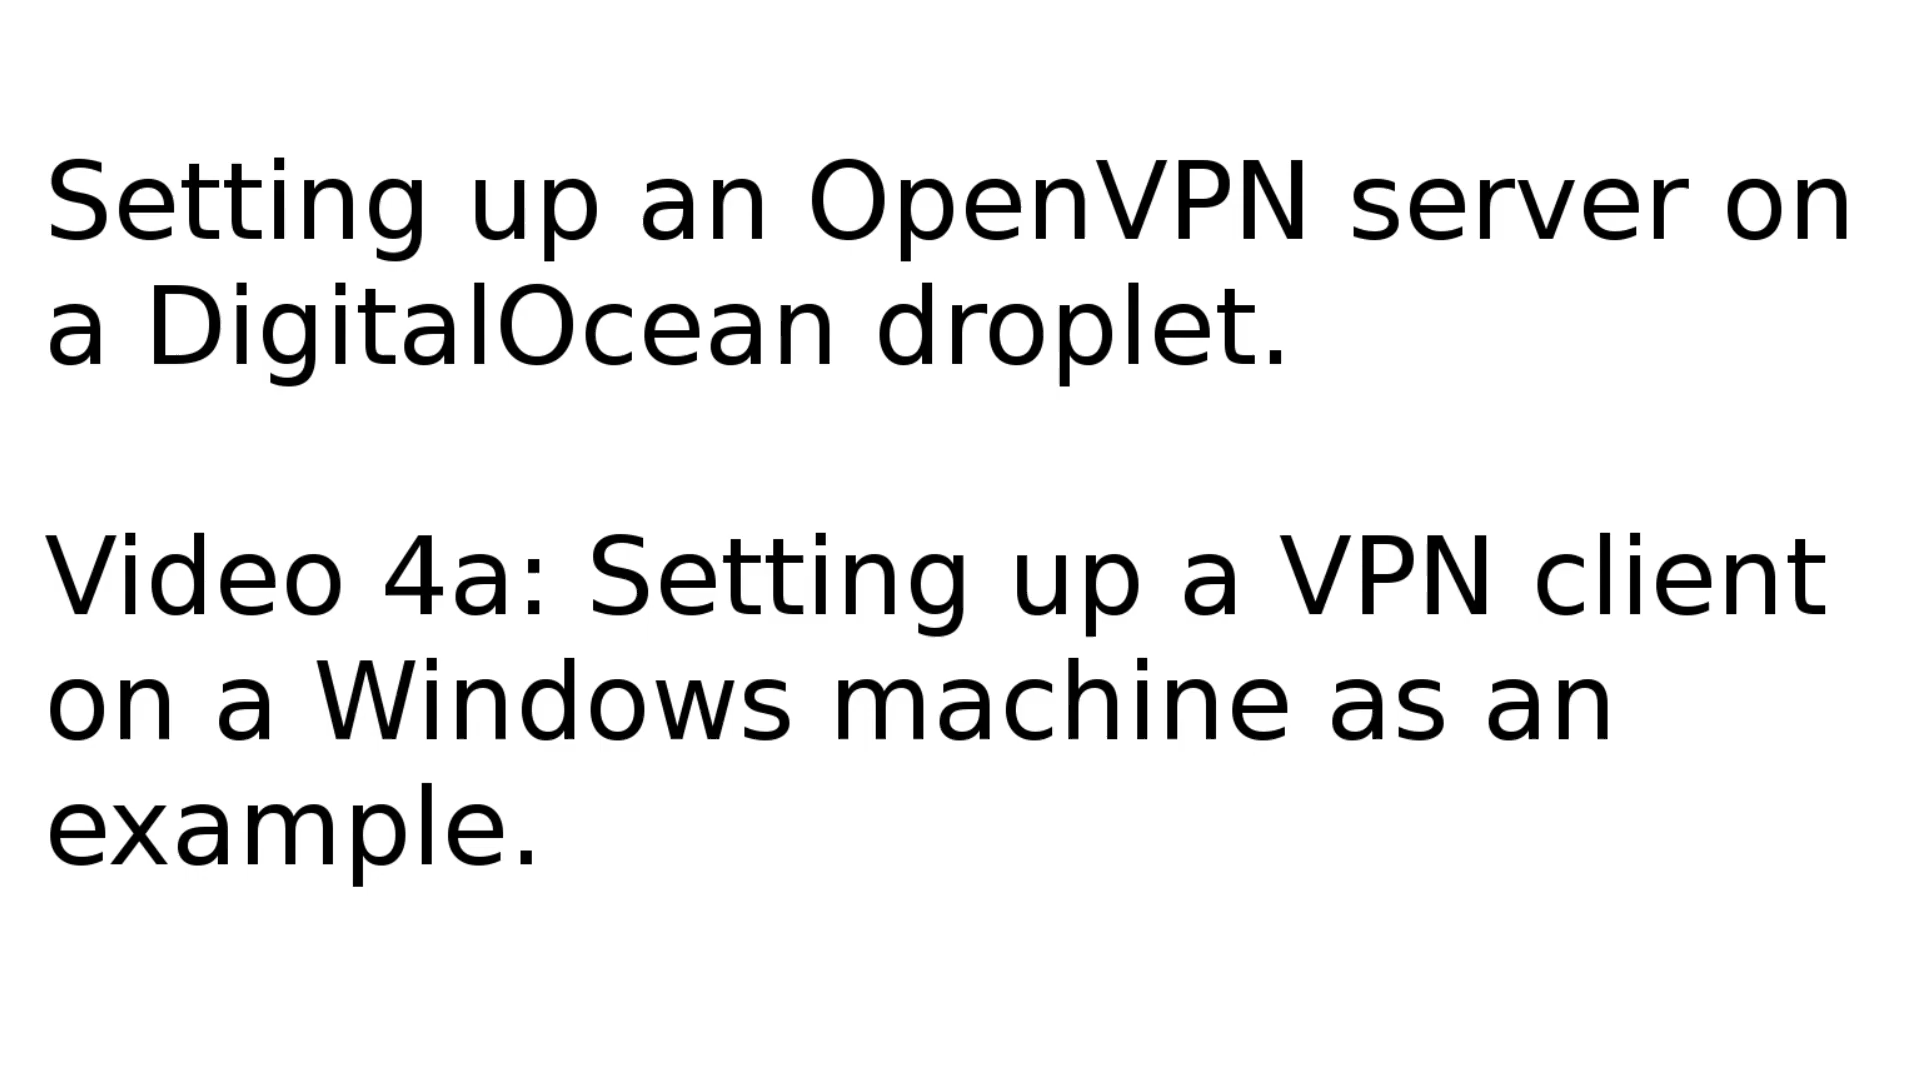 Setting up an OpenVPN server on
a DigitalOcean droplet.
Video 4a: Setting up a VPN client
on a Windows machine as an
example.